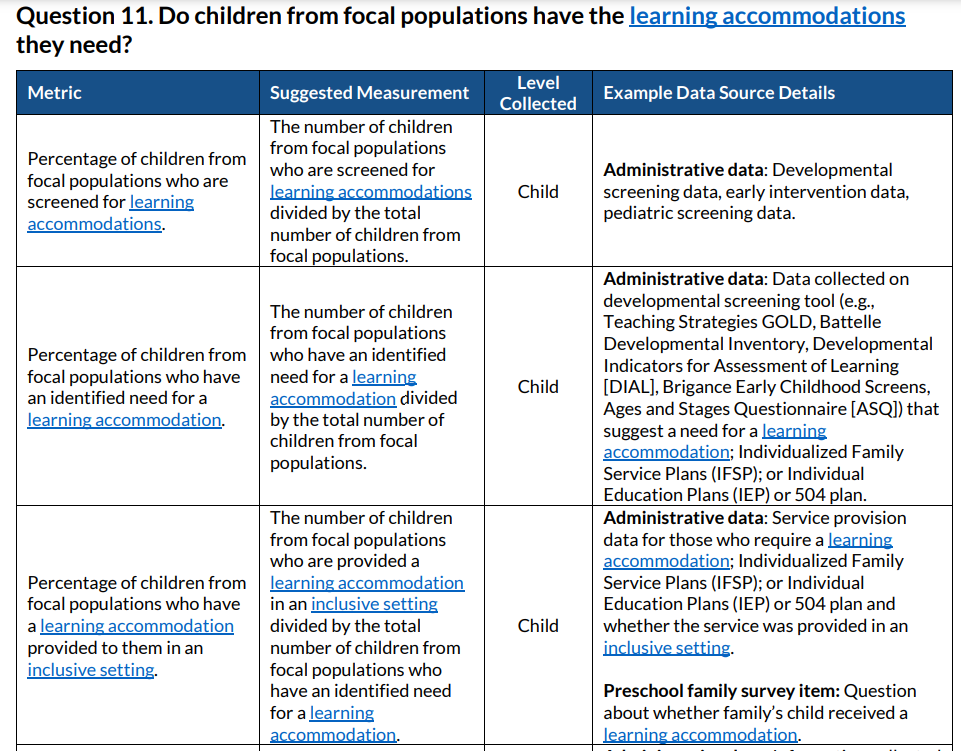 Question 11. Do children from focal populations have the learning accommodations
they need?
Metric
Suggested Measurement
Level
Collected
Example Data Source Details
Percentage of children from
focal populations who are
screened for learning
accommodations.
The number of children
from focal populations
who are screened for
learning accommodations
divided by the total
number of children from
focal populations.
Child
Administrative data: Developmental
screening data, early intervention data,
pediatric screening data.
Percentage of children from
focal populations who have
an identified need for a
learning accommodation.
The number of children
from focal populations
who have an identified
need for a learning
accommodation divided
by the total number of
children from focal
populations.
Child
Administrative data: Data collected on
developmental screening tool (e.g.,
Teaching Strategies GOLD, Battelle
Developmental Inventory, Developmental
Indicators for Assessment of Learning
[DIAL], Brigance Early Childhood Screens,
Ages and Stages Questionnaire [ASQ]) that
suggest a need for a learning
accommodation; Individualized Family
Service Plans (IFSP); or Individual
Education Plans (IEP) or 504 plan.
Percentage of children from
focal populations who have
a learning accommodation
provided to them in an
inclusive setting.
The number of children
from focal populations
who are provided a
learning accommodation
in an inclusive setting
divided by the total
number of children from
focal populations who
have an identified need
for a learning
accommodation.
Child
Administrative data: Service provision
data for those who require a learning
accommodation; Individualized Family
Service Plans (IFSP); or Individual
Education Plans (IEP) or 504 plan and
whether the service was provided in an
inclusive setting.
Preschool family survey item: Question
about whether family's child received a
learning accommodation.